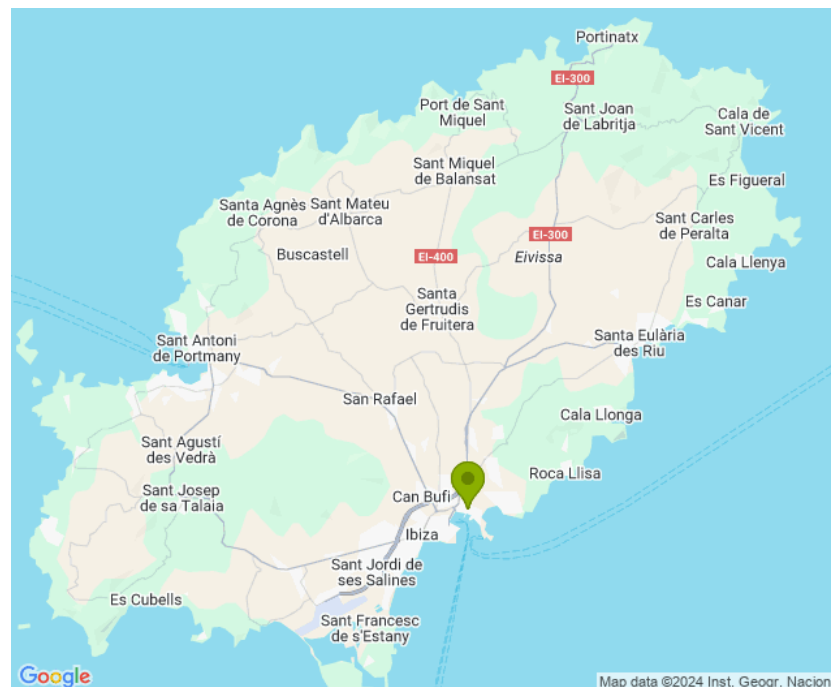 Portinatx
EI-300
Port de Sant
Miquel
Sant Joan
de Labritja
Cala de
Sant Vicent
Sant Miquel
de Balansat
Es Figueral
Santa Agnès
de Corona
Sant Mateu
d'Albarca
Sant Carles
de Peralta
EI-300
Buscastell
EI-400
Eivissa
Cala Llenya
Santa
Gertrudis
de Fruitera
Es Canar
Sant Antoni
de Portmany
Santa Eulària
des Riu
San Rafael
Cala Llonga
Sant Agustí
des Vedrà
Roca Llisa
Sant Josep
de sa Talaia
Can Bufi
Ibiza
Sant Jordi de
ses Salines
Es Cubells
Sant Francesc
de s'Estany
Google
Map data ©2024 Inst. Geogr. Nacion